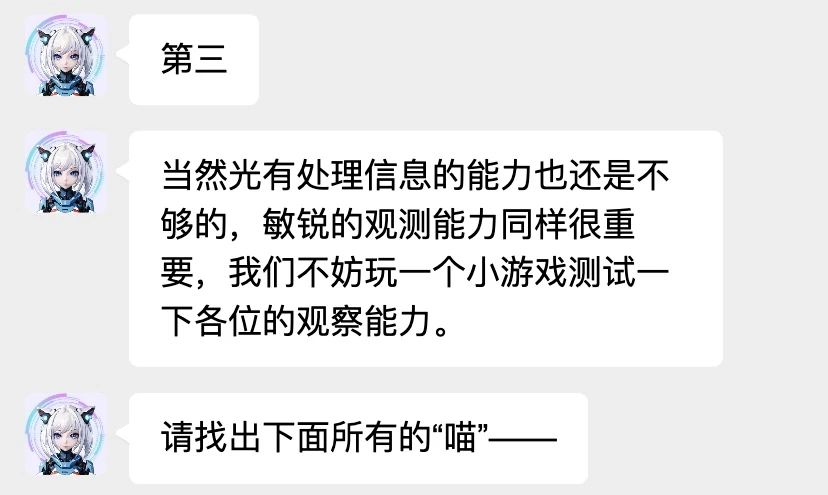 第三
当然光有处理信息的能力也还是不
够的，敏锐的观测能力同样很重
要，我们不妨玩一个小游戏测试一
下各位的观察能力。
请找出下面所有的“喵”——